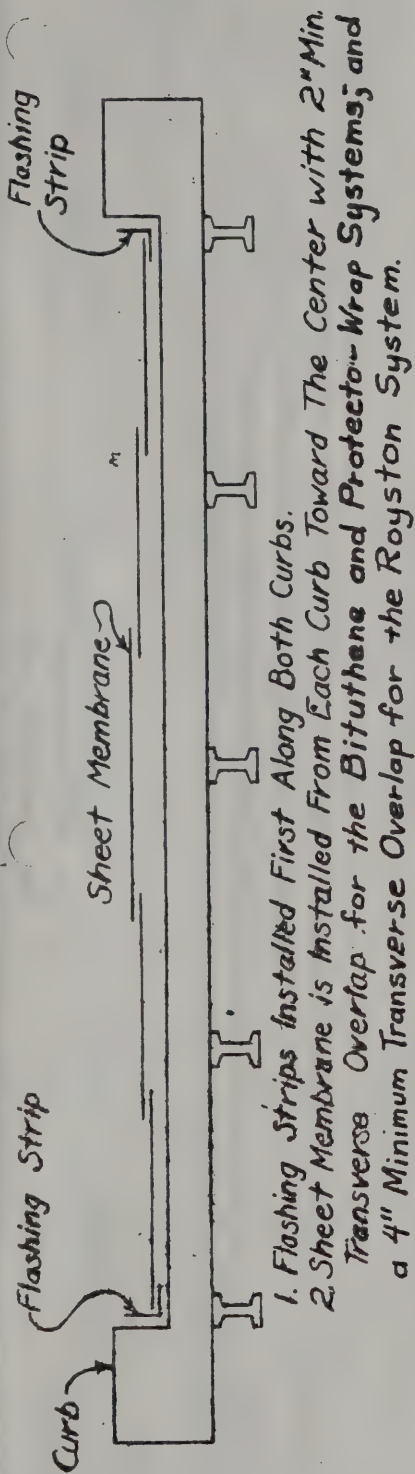 Flashing Strip
Curb
Sheet Membrane
Flashing
Strip
1. Flashing Strips Installed First Along Both Curbs.
2. Sheet Membrane is Installed From Each Curb Toward The Center with 2" Min.
Transverse Overlap for the Bituthene and Protecto-Wrap Systems; and
a 4" Minimum Transverse Overlap for the Royston System.